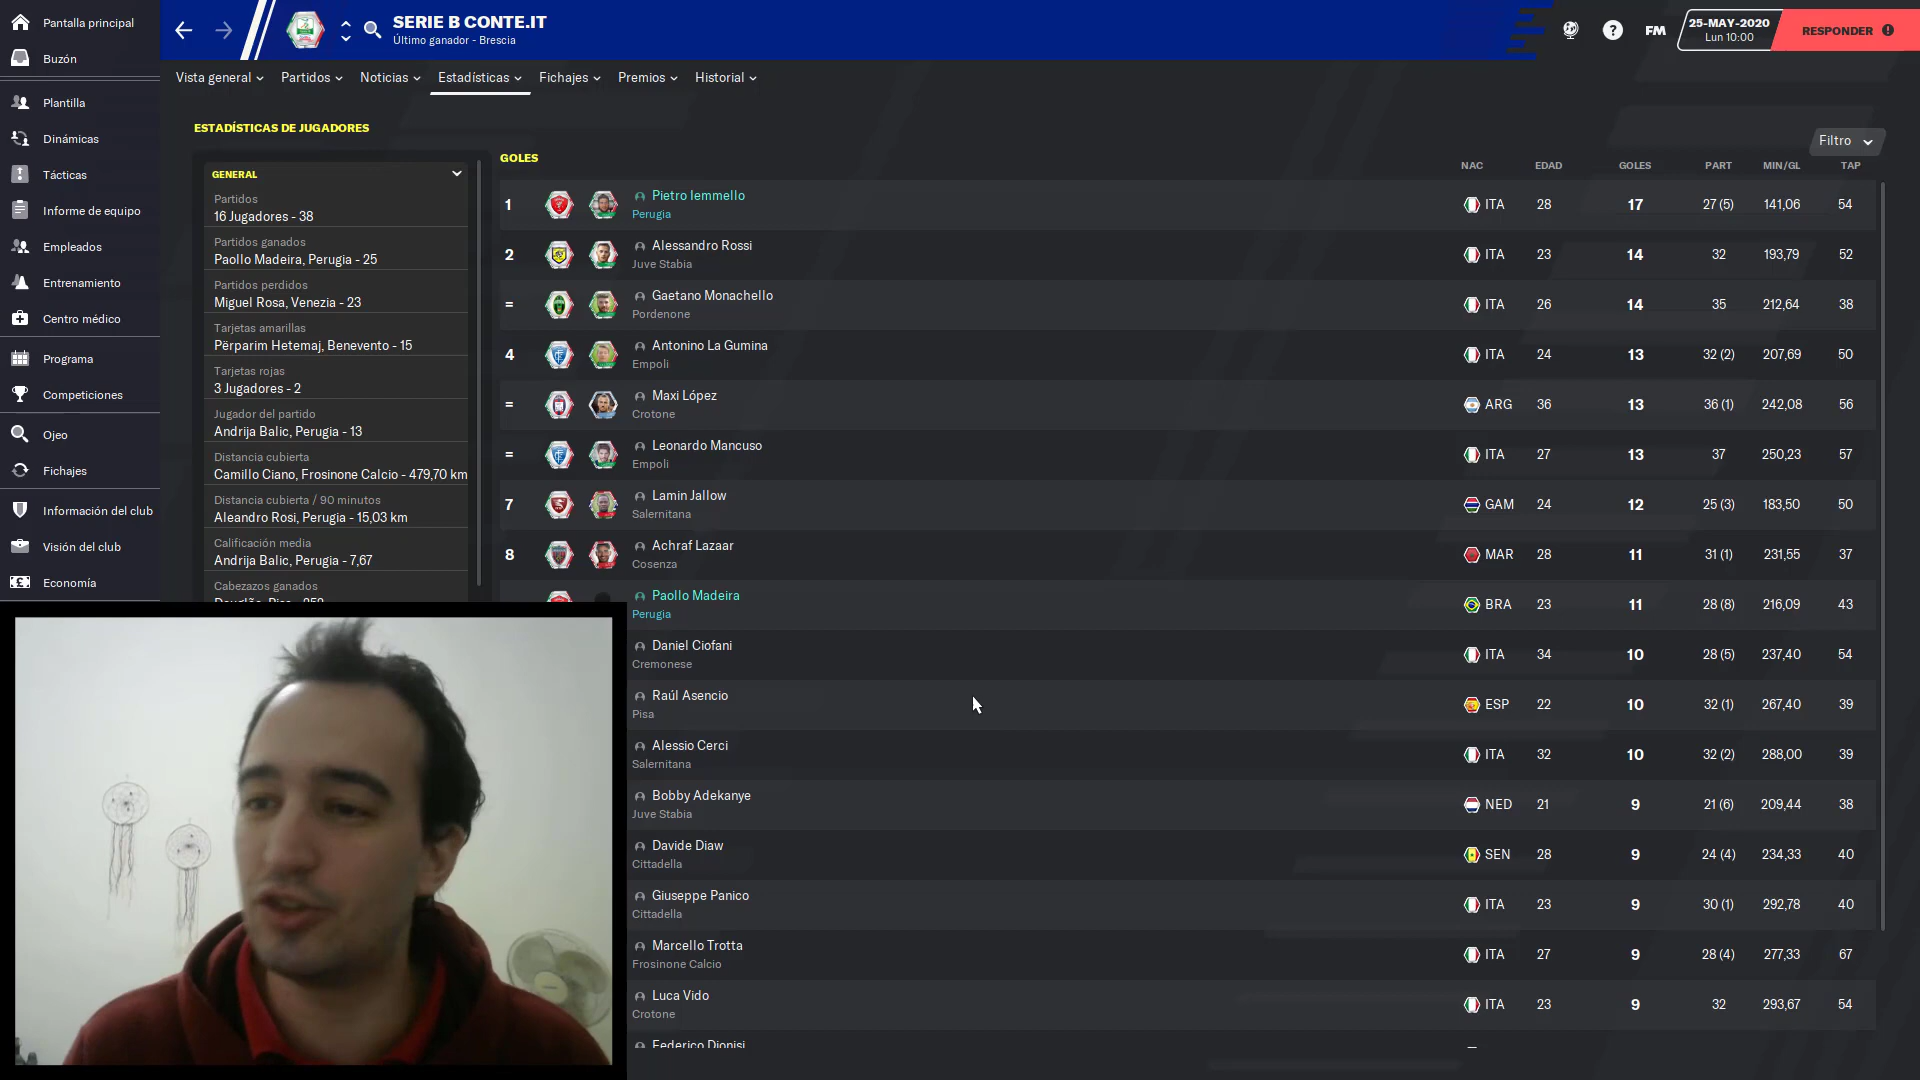 Pantalla principal
Buzón
Plantilla
Dinámicas
Tácticas
Informe de equipo
Empleados
Entrenamiento
Centro médico
Programa
Competiciones
Ojeo
Fichajes
Información del club
Visión del club
Economía
SERIE B CONTE.IT
Último ganador - Brescia
FM
25-MAY-2020
Lun 10:00
RESPONDER
Vista general
Partidos
Noticias
Estadísticas
Fichajes
Premios
Historial
ESTADÍSTICAS DE JUGADORES
Filtro
GENERAL
Partidos
16 Jugadores - 38
Partidos ganados
Paollo Madeira, Perugia - 25
Partidos perdidos
Miguel Rosa, Venezia - 23
Tarjetas amarillas
Përparim Hetemaj, Benevento - 15
Tarjetas rojas
3 Jugadores - 2
Jugador del partido
Andrija Balic, Perugia - 13
Distancia cubierta
Camillo Ciano, Frosinone Calcio - 479,70 km
Distancia cubierta / 90 minutos
Aleandro Rosi, Perugia - 15,03 km
Calificación media
Andrija Balic, Perugia - 7,67
Cabezazos ganados
GOLES
NAC EDAD GOLES PART MIN/GL TAP
1 Pietro Iemmello ITA 28 17 27 (5) 141,06 54
Perugia
2 Alessandro Rossi ITA 23 14 32 193,79 52
Juve Stabia
= Gaetano Monachello ITA 26 14 35 212,64 38
Pordenone
4 Antonino La Gumina ITA 24 13 32 (2) 207,69 50
Empoli
= Maxi López ARG 36 13 36 (1) 242,08 56
Crotone
= Leonardo Mancuso ITA 27 13 37 250,23 57
Empoli
7 Lamin Jallow GAM 24 12 25 (3) 183,50 50
Salernitana
8 Achraf Lazaar MAR 28 11 31 (1) 231,55 37
Cosenza
Paollo Madeira BRA 23 11 28 (8) 216,09 43
Perugia
Daniel Ciofani ITA 34 10 28 (5) 237,40 54
Cremonese
Raúl Asencio ESP 22 10 32 (1) 267,40 39
Pisa
Alessio Cerci ITA 32 10 32 (2) 288,00 39
Salernitana
Bobby Adekanye NED 21 9 21 (6) 209,44 38
Juve Stabia
Davide Diaw SEN 28 9 24 (4) 234,33 40
Cittadella
Giuseppe Panico ITA 23 9 30 (1) 292,78 40
Cittadella
Marcello Trotta ITA 27 9 28 (4) 277,33 67
Frosinone Calcio
Luca Vido ITA 23 9 32 293,67 54
Crotone
Federico Dionisi